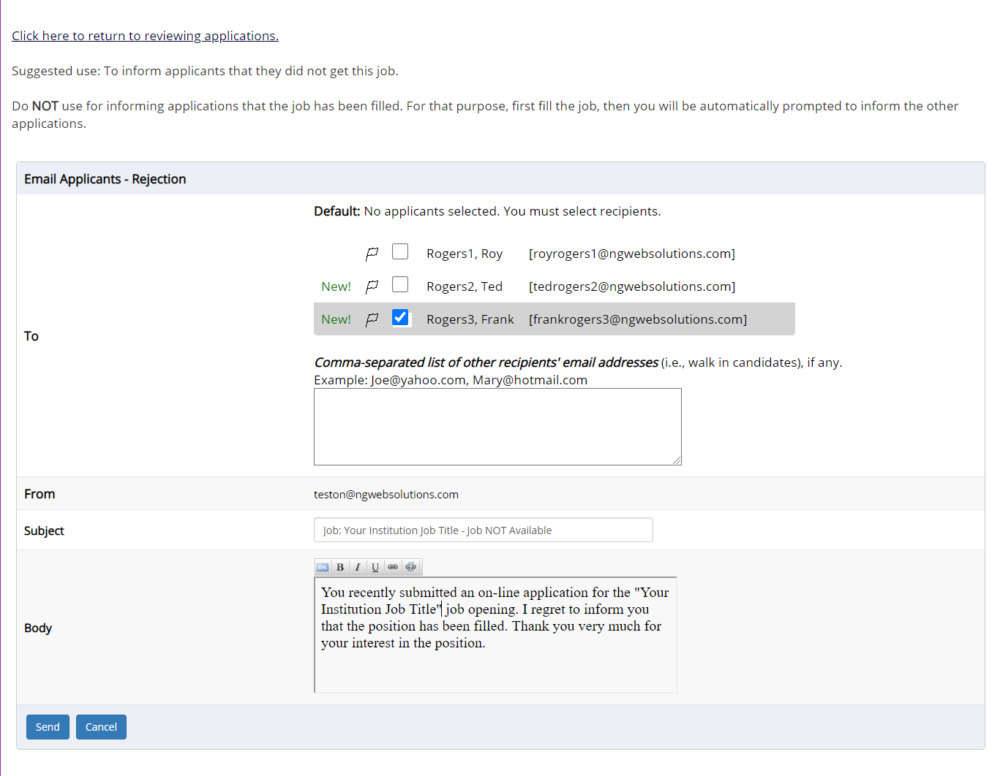 Click here to return to reviewing applications.
Suggested use: To inform applicants that they did not get this job.
Do NOT use for informing applications that the job has been filled. For that purpose, first fill the job, then you will be automatically prompted to inform the other
applications.
Email Applicants - Rejection
To
Default: No applicants selected. You must select recipients.
Rogers1, Roy [royrogers1@ngwebsolutions.com]
New! Rogers2, Ted [tedrogers2@ngwebsolutions.com]
New! Rogers3, Frank [frankrogers3@ngwebsolutions.com]
Comma-separated list of other recipients' email addresses (i.e., walk in candidates), if any.
Example: Joe@yahoo.com, Mary@hotmail.com
From teston@ngwebsolutions.com
Subject Job: Your Institution Job Title - Job NOT Available
Body
HTML B I U
You recently submitted an on-line application for the "Your
Institution Job Title" job opening. I regret to inform you
that the position has been filled. Thank you very much for
your interest in the position.
Send Cancel